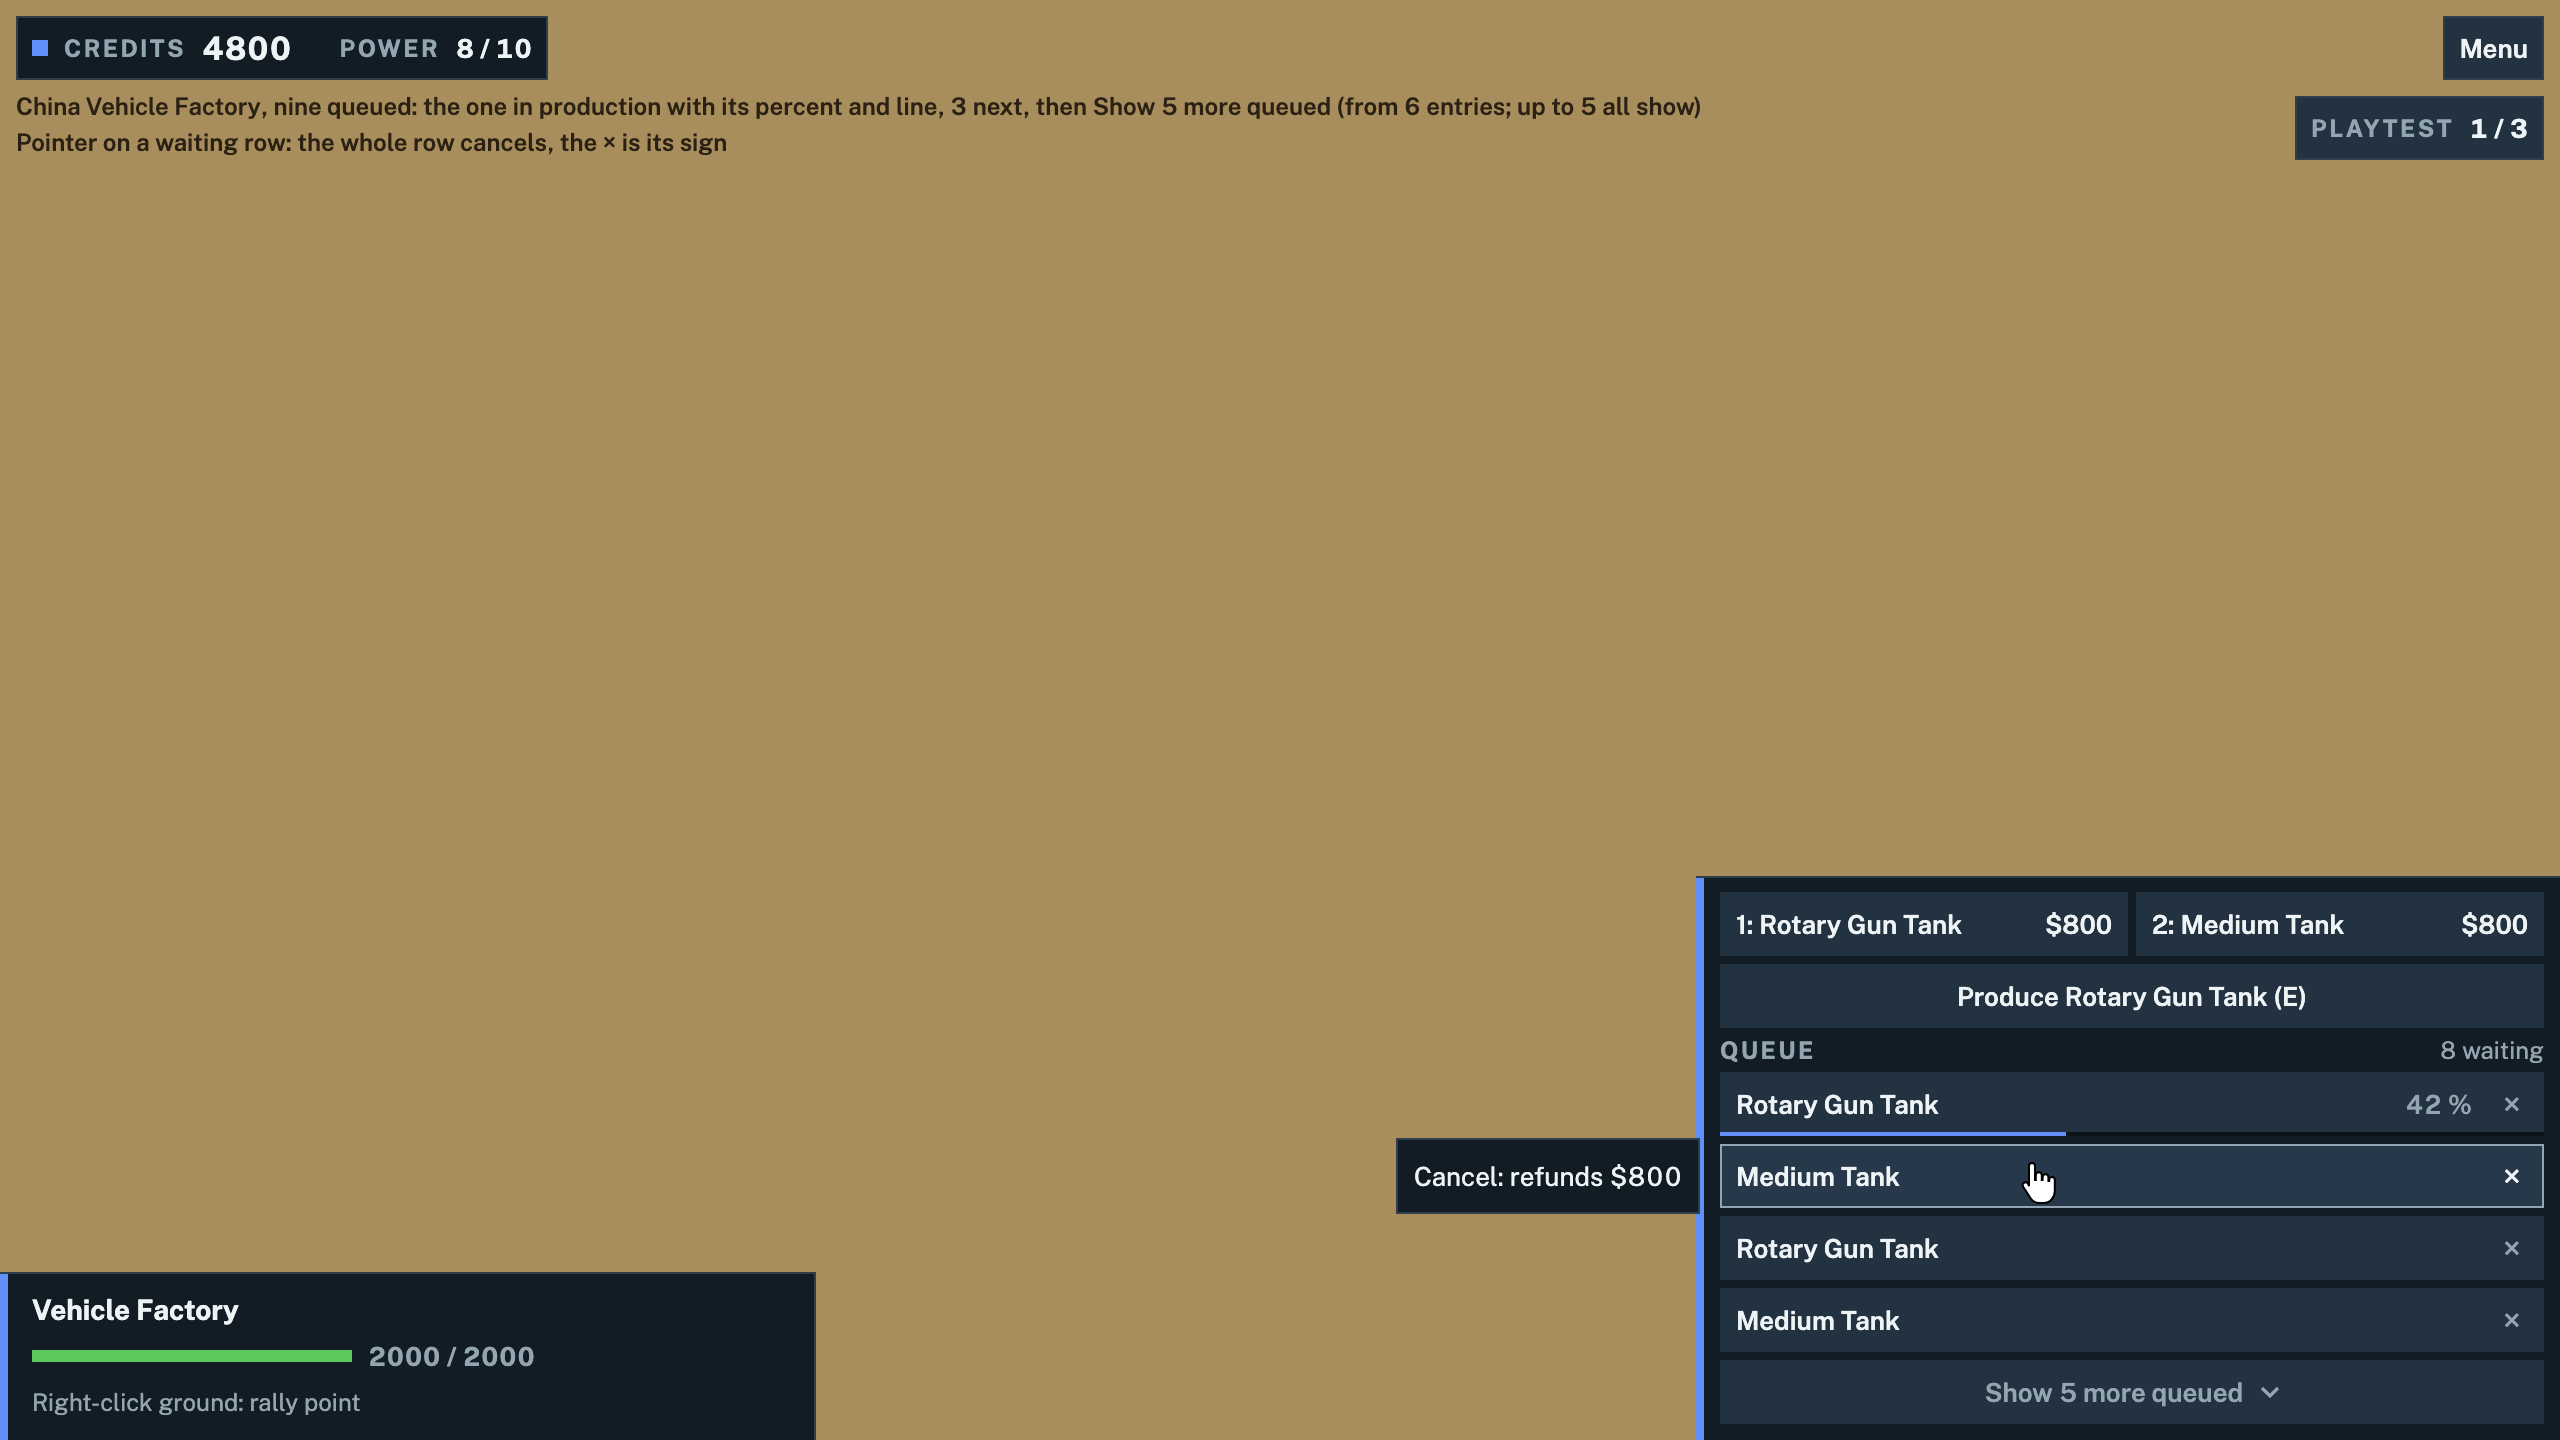 CREDITS 4800 POWER 8 / 10
Menu
China Vehicle Factory, nine queued: the one in production with its percent and line, 3 next, then Show 5 more queued (from 6 entries; up to 5 all show)
Pointer on a waiting row: the whole row cancels, the × is its sign
PLAYTEST 1 / 3
1: Rotary Gun Tank $800
2: Medium Tank $800
Produce Rotary Gun Tank (E)
QUEUE 8 waiting
Rotary Gun Tank 42 % ×
Cancel: refunds $800
Medium Tank ×
Rotary Gun Tank ×
Medium Tank ×
Show 5 more queued
Vehicle Factory
2000 / 2000
Right-click ground: rally point